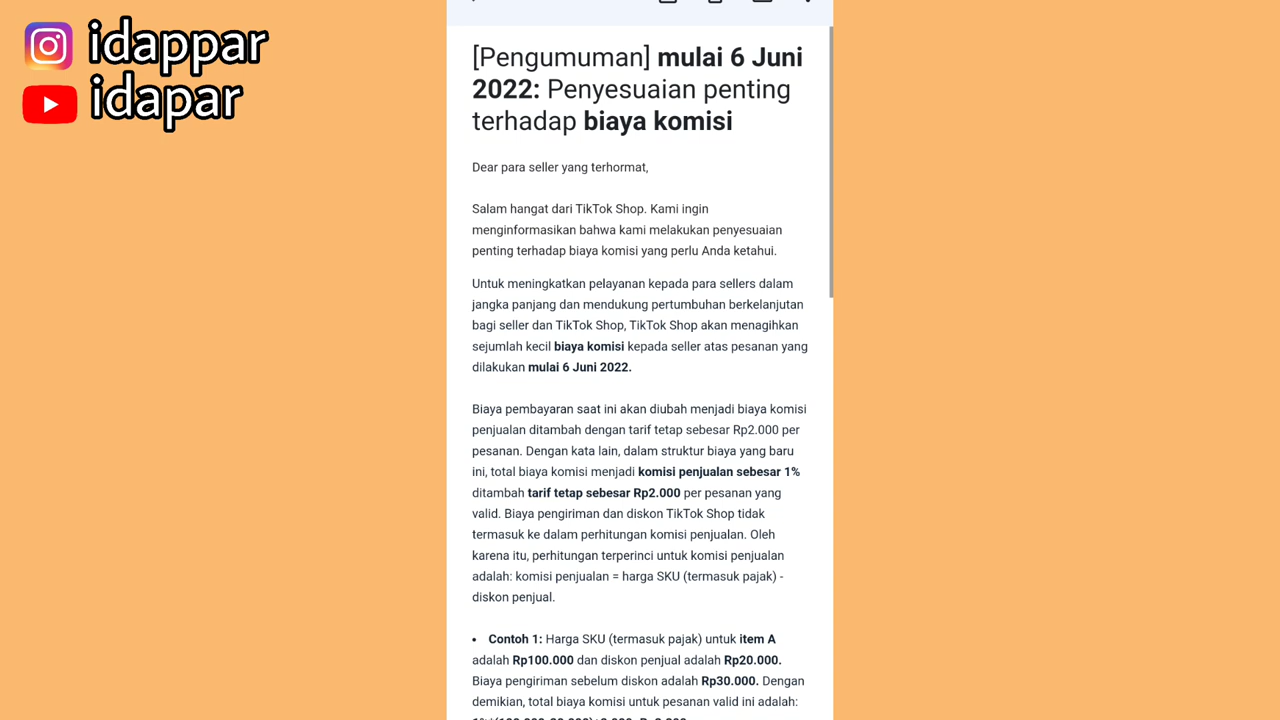 idappar
idapar
[Pengumuman] mulai 6 Juni
2022: Penyesuaian penting
terhadap biaya komisi
Dear para seller yang terhormat,
Salam hangat dari TikTok Shop. Kami ingin
menginformasikan bahwa kami melakukan penyesuaian
penting terhadap biaya komisi yang perlu Anda ketahui.
Untuk meningkatkan pelayanan kepada para sellers dalam
jangka panjang dan mendukung pertumbuhan berkelanjutan
bagi seller dan TikTok Shop, TikTok Shop akan menagihkan
sejumlah kecil biaya komisi kepada seller atas pesanan yang
dilakukan mulai 6 Juni 2022.
Biaya pembayaran saat ini akan diubah menjadi biaya komisi
penjualan ditambah dengan tarif tetap sebesar Rp2.000 per
pesanan. Dengan kata lain, dalam struktur biaya yang baru
ini, total biaya komisi menjadi komisi penjualan sebesar 1%
ditambah tarif tetap sebesar Rp2.000 per pesanan yang
valid. Biaya pengiriman dan diskon TikTok Shop tidak
termasuk ke dalam perhitungan komisi penjualan. Oleh
karena itu, perhitungan terperinci untuk komisi penjualan
adalah: komisi penjualan = harga SKU (termasuk pajak) -
diskon penjual.
• Contoh 1: Harga SKU (termasuk pajak) untuk item A
adalah Rp100.000 dan diskon penjual adalah Rp20.000.
Biaya pengiriman sebelum diskon adalah Rp30.000. Dengan
demikian, total biaya komisi untuk pesanan valid ini adalah: